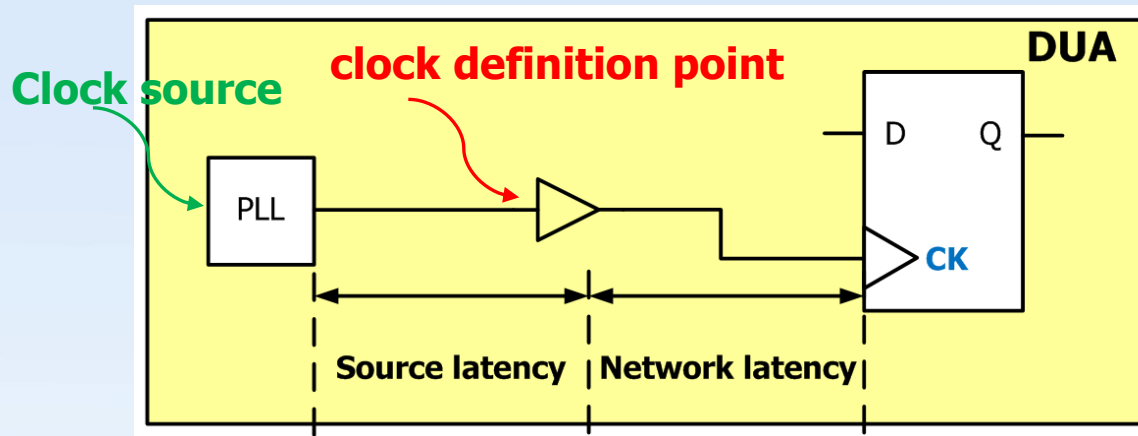 DUA
clock definition point
Clock source
D
Q
PLL
CK
Source latency
Network latency